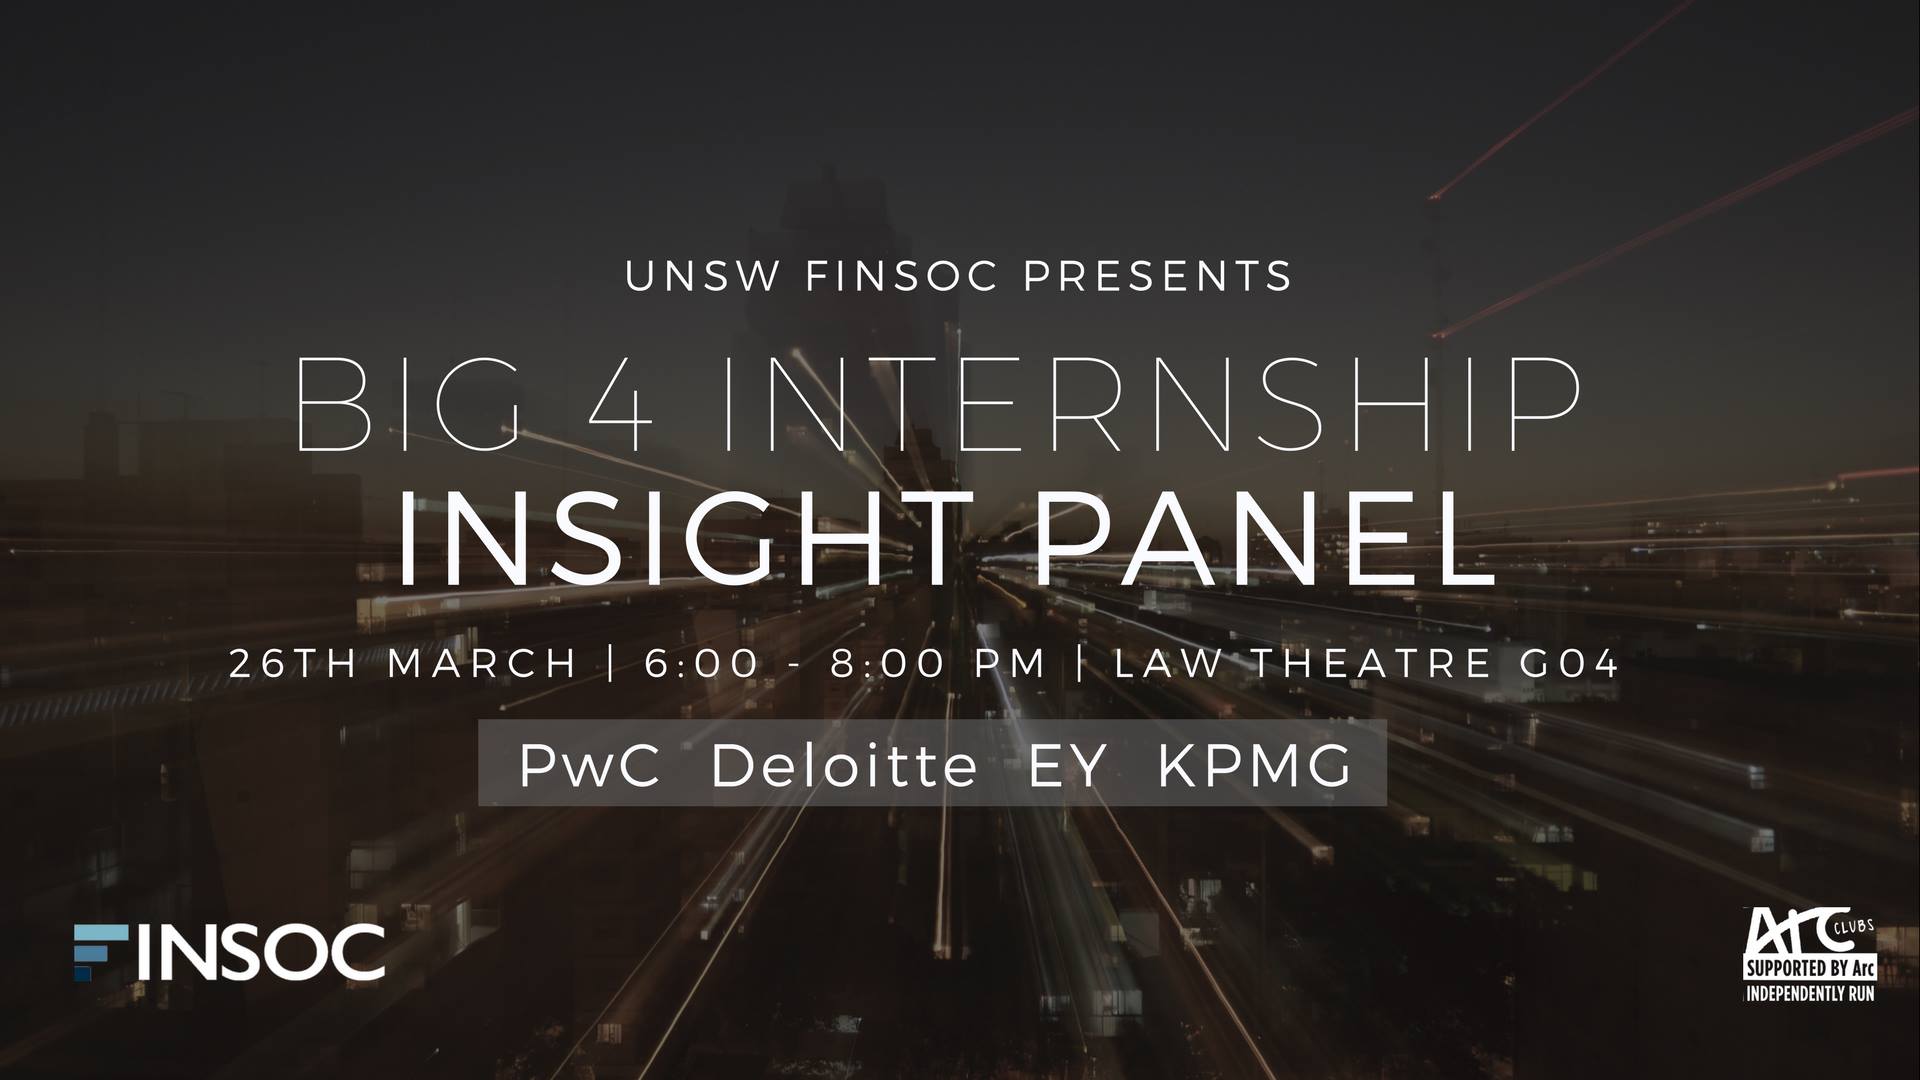 UNSW FINSOC PRESENTS
BIG 4 INTERNSHIP
INSIGHT PANEL
26TH MARCH | 6:00 - 8:00 PM | LAW THEATRE G04
PwC Deloitte EY KPMG
FINSOC
Arc CLUBS
SUPPORTED BY Arc
INDEPENDENTLY RUN